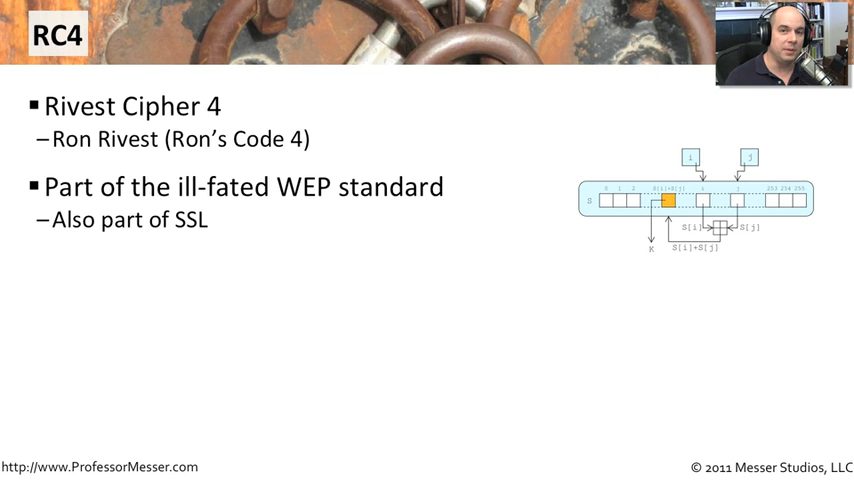 RC4
▪ Rivest Cipher 4
–Ron Rivest (Ron's Code 4)
▪ Part of the ill-fated WEP standard
–Also part of SSL
i j
0 1 2 S[i]+S[j] i j 253 254 255
S
S[i] S[j]
K S[i]+S[j]
http://www.ProfessorMesser.com
© 2011 Messer Studios, LLC